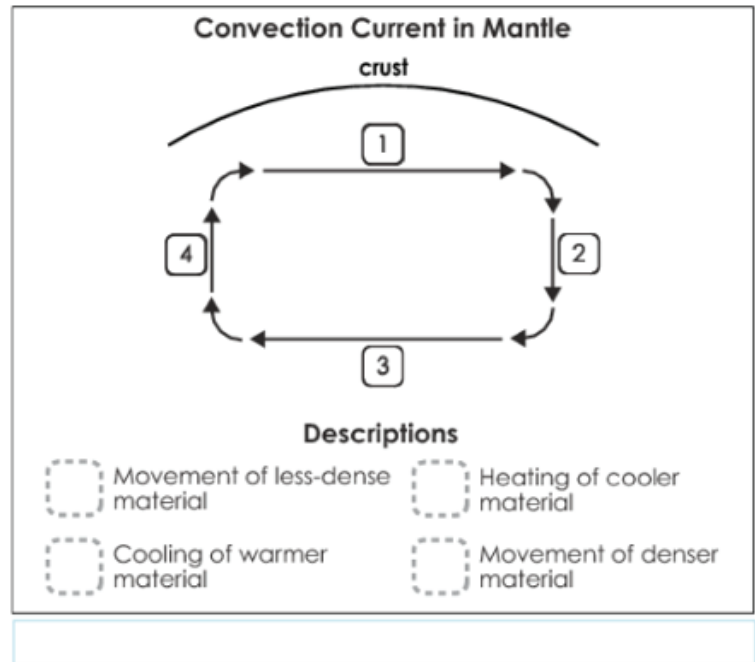 Convection Current in Mantle
crust
1
4
2
3
Descriptions
Movement of less-dense
material
Heating of cooler
material
Cooling of warmer
material
Movement of denser
material